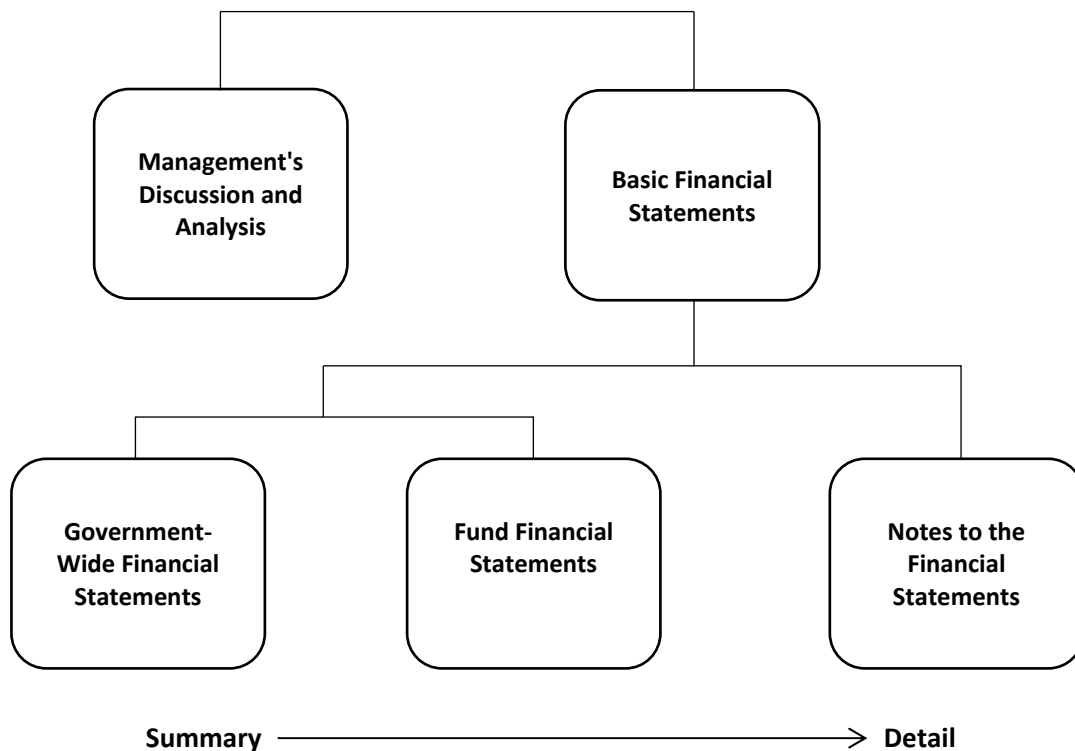 Management's
Discussion and
Analysis
Basic Financial
Statements
Government-
Wide Financial
Statements
Fund Financial
Statements
Notes to the
Financial
Statements
Summary
Detail